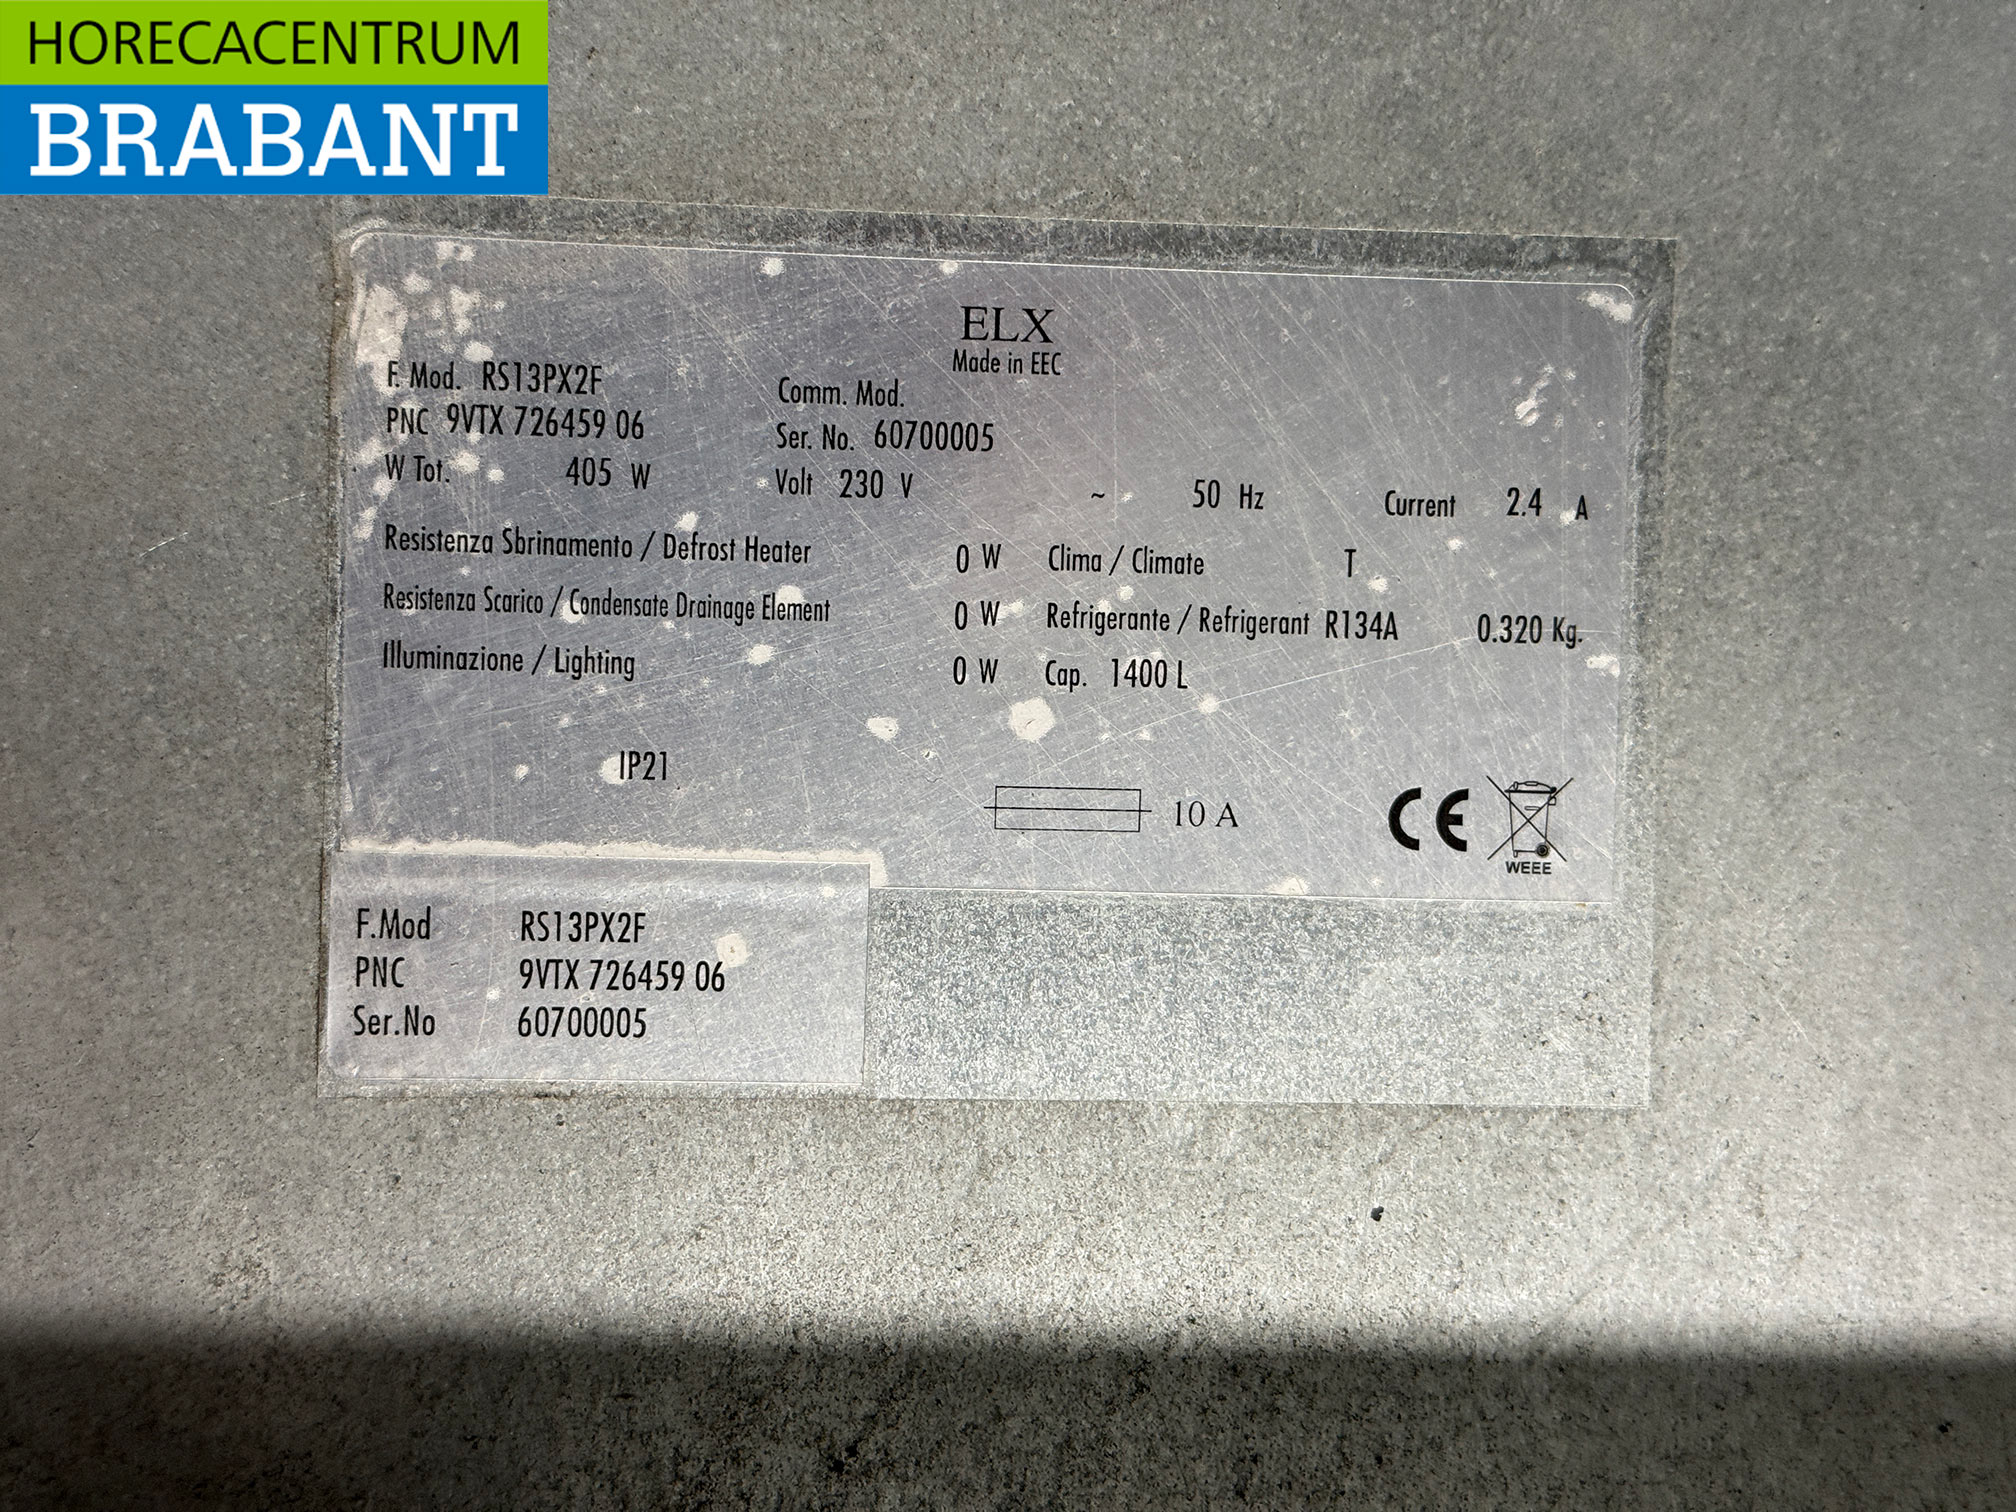 HORECACENTRUM
BRABANT
ELX
Made in EEC
F. Mod. RS13PX2F
Comm. Mod.
PNC 9VTX 726459 06
Ser. No. 60700005
W Tot. 405 W Volt 230 V ~ 50 Hz Current 2.4 A
Resistenza Sbrinamento / Defrost Heater 0 W Clima / Climate T
Resistenza Scarico / Condensate Drainage Element 0 W Refrigerante / Refrigerant R134A 0.320 Kg.
Illuminazione / Lighting 0 W Cap. 1400 L
IP21
10 A
CE
WEEE
F.Mod RS13PX2F
PNC 9VTX 726459 06
Ser.No 60700005